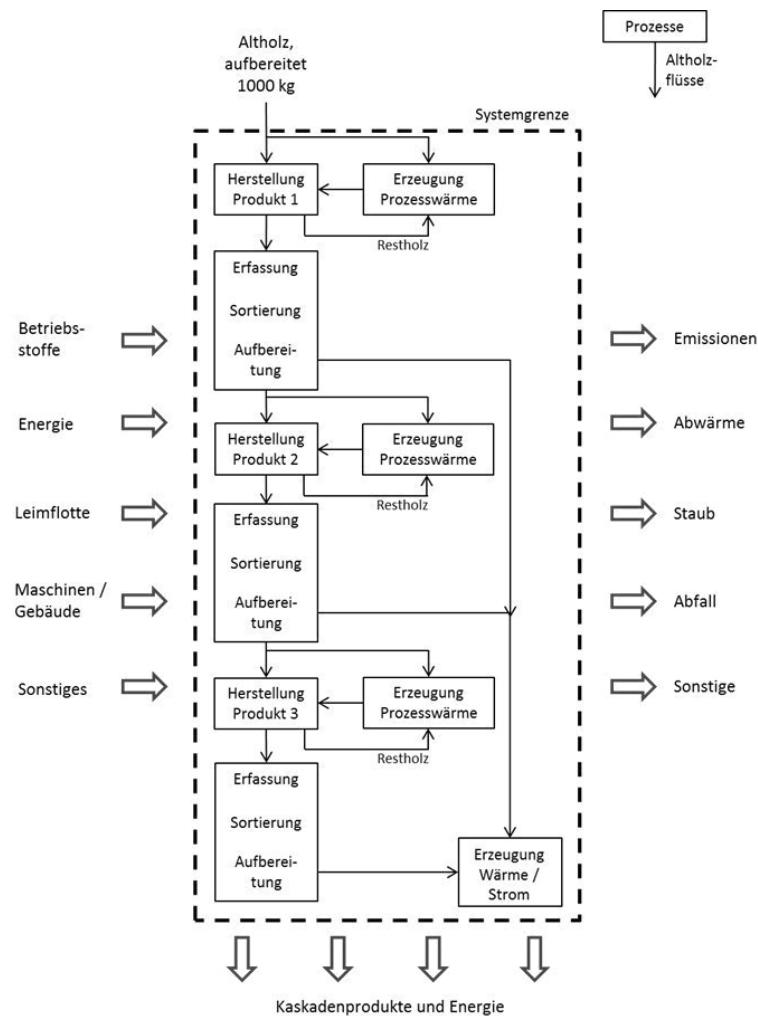 Prozesse
Altholz-
flüsse
Altholz,
aufbereitet
1000 kg
Systemgrenze
Herstellung
Produkt 1
Erzeugung
Prozesswärme
Restholz
Erfassung
Sortierung
Aufberei-
tung
Herstellung
Produkt 2
Erzeugung
Prozesswärme
Restholz
Erfassung
Sortierung
Aufberei-
tung
Herstellung
Produkt 3
Erzeugung
Prozesswärme
Restholz
Erfassung
Sortierung
Aufberei-
tung
Erzeugung
Wärme /
Strom
Betriebs-
stoffe
Energie
Leimflotte
Maschinen /
Gebäude
Sonstiges
Emissionen
Abwärme
Staub
Abfall
Sonstige
Kaskadenprodukte und Energie